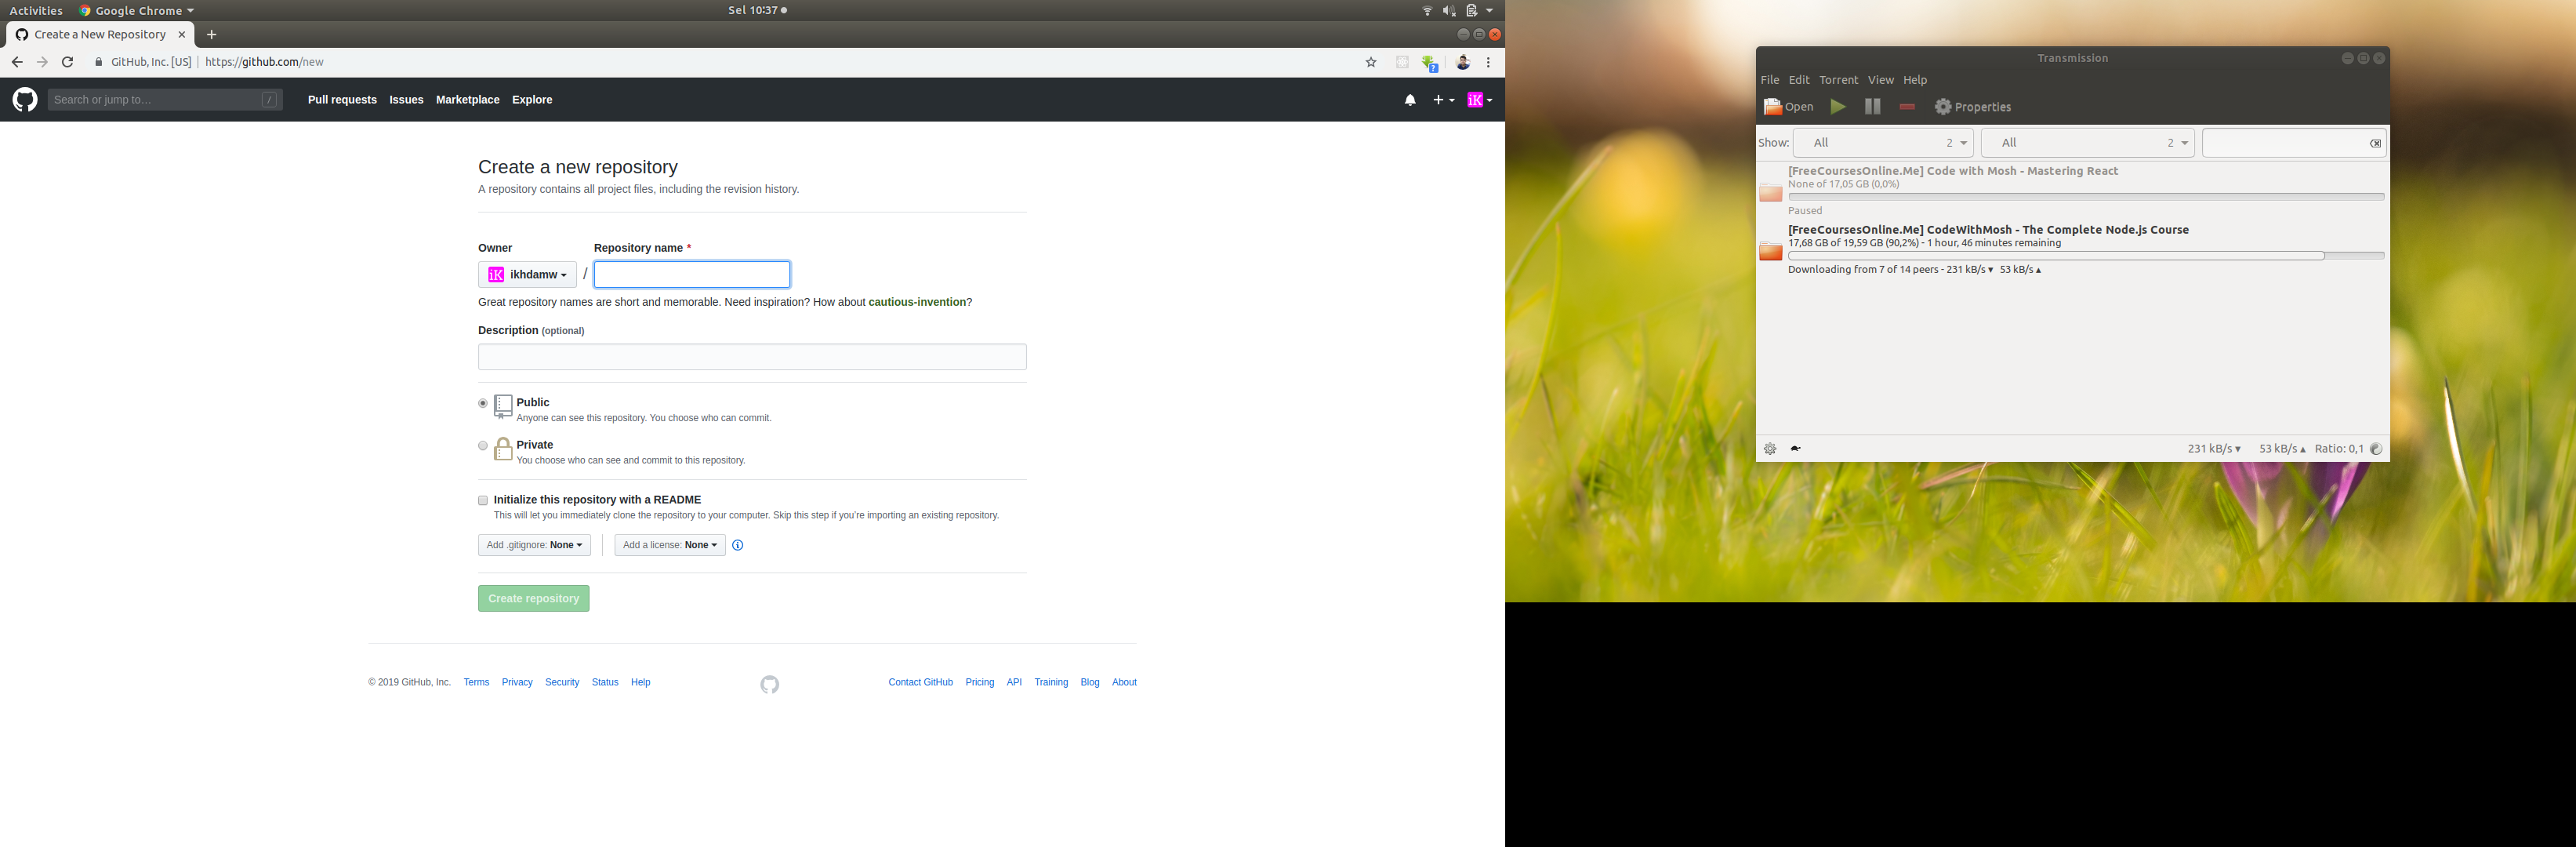 Activities
Google Chrome
Sel 10:37
Create a New Repository
GitHub, Inc. [US]
https://github.com/new
Search or jump to…
/
Pull requests
Issues
Marketplace
Explore
iK
Create a new repository
A repository contains all project files, including the revision history.
Owner
Repository name *
iK ikhdamw
/
Great repository names are short and memorable. Need inspiration? How about cautious-invention?
Description (optional)
Public
Anyone can see this repository. You choose who can commit.
Private
You choose who can see and commit to this repository.
Initialize this repository with a README
This will let you immediately clone the repository to your computer. Skip this step if you’re importing an existing repository.
Add .gitignore: None
Add a license: None
Create repository
© 2019 GitHub, Inc.
Terms
Privacy
Security
Status
Help
Contact GitHub
Pricing
API
Training
Blog
About
Transmission
File
Edit
Torrent
View
Help
Open
Properties
Show:
All
2
All
2
[FreeCoursesOnline.Me] Code with Mosh - Mastering React
None of 17,05 GB (0,0%)
Paused
[FreeCoursesOnline.Me] CodeWithMosh - The Complete Node.js Course
17,68 GB of 19,59 GB (90,2%) - 1 hour, 46 minutes remaining
Downloading from 7 of 14 peers - 231 kB/s▼ 53 kB/s▲
231 kB/s▼
53 kB/s▲
Ratio: 0,1